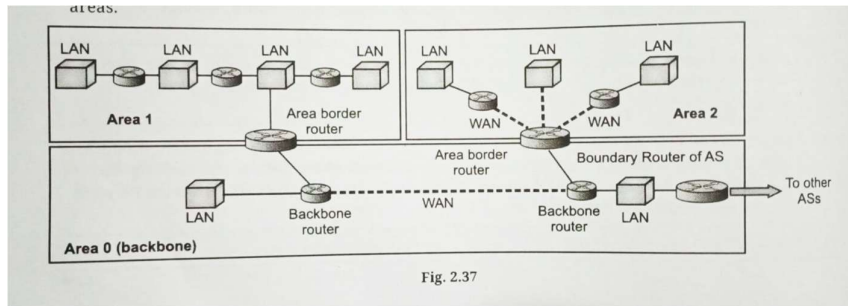 areas.
LAN LAN LAN LAN
Area 1
Area border
router
LAN LAN LAN
WAN WAN
Area 2
Area border
router
Boundary Router of AS
LAN
Backbone
router
WAN
Backbone
router
LAN
To other
ASs
Area 0 (backbone)
Fig. 2.37